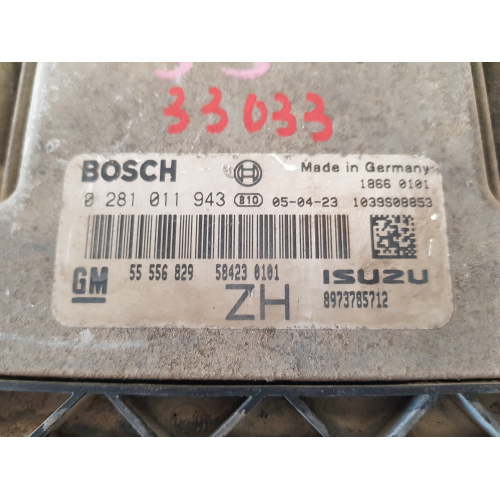 33033
BOSCH
Made in Germany
1866 0101
0 281 011 943 810 05-04-23 1039S08853
GM 55 556 829 58423 0101 ISUZU
ZH 8973785712